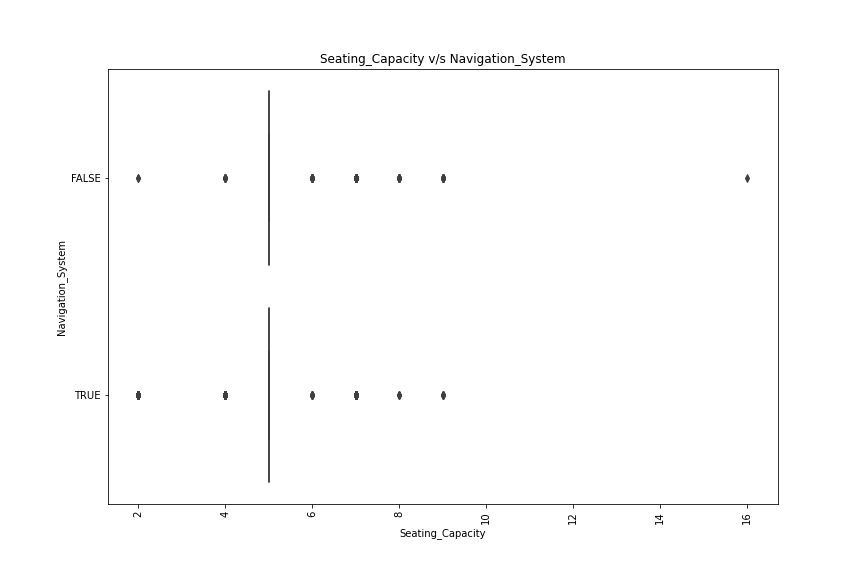 Seating_Capacity v/s Navigation_System
FALSE
TRUE
Navigation_System
2
4
6
8
10
12
14
16
Seating_Capacity